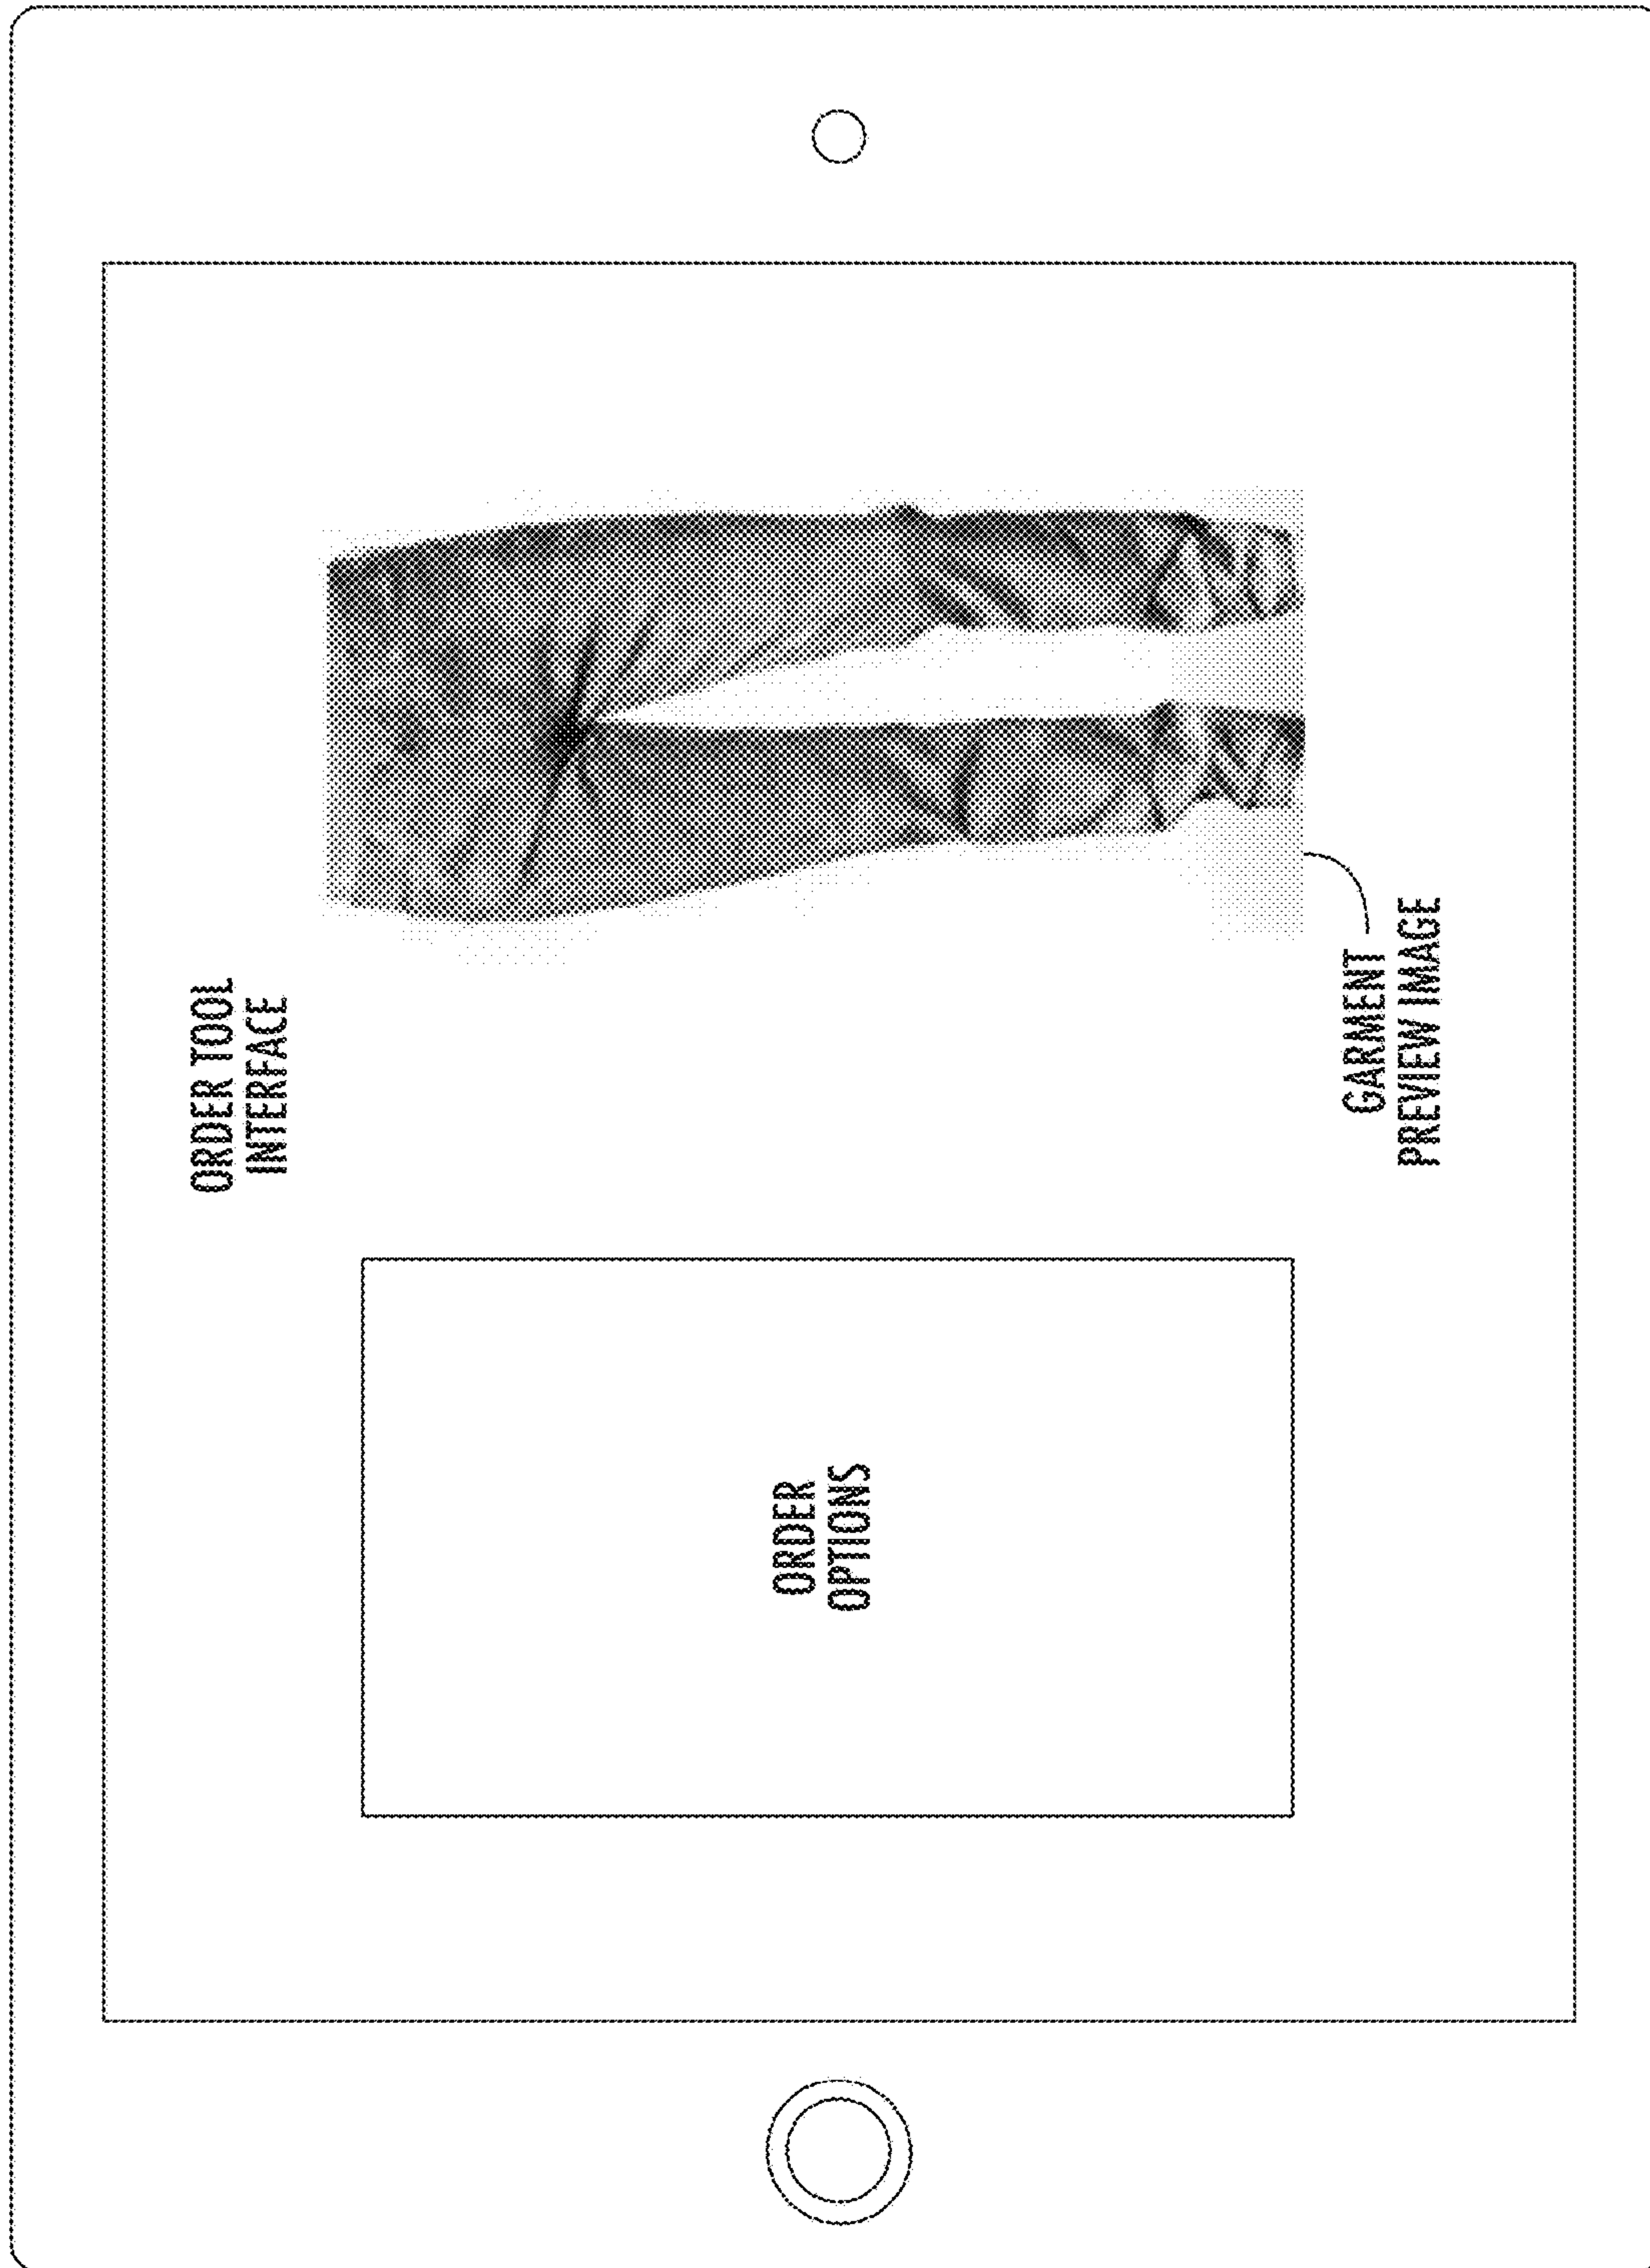 ORDER TOOL
INTERFACE
ORDER
OPTIONS
GARMENT
PREVIEW IMAGE